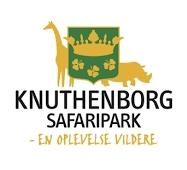 KNUTHENBORG
SAFARIPARK
- EN OPLEVELSE VILDERE